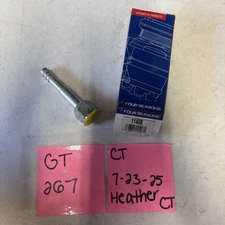 FOUR SEASONS
FOUR SEASONS
GT
267
CT
7-23-25
Heather
CT